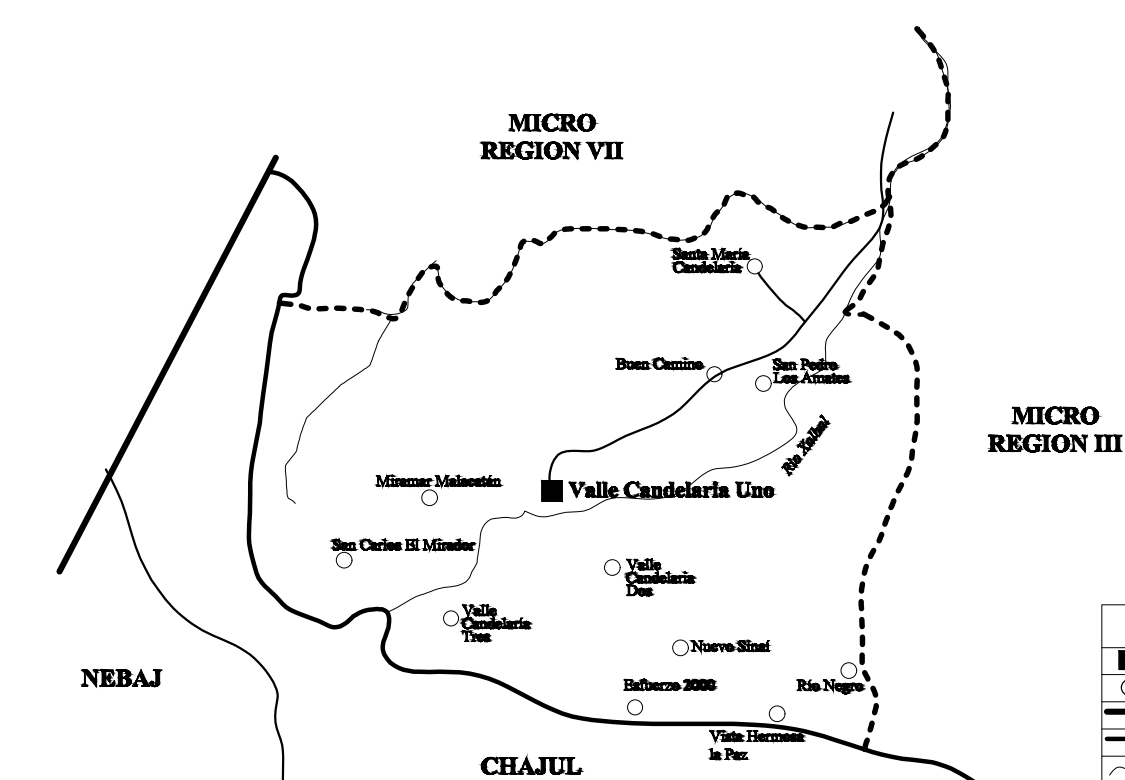 MICRO
REGION VII
Santa María
Candelaria
Buen Camino
San Pedro
Los Amates
MICRO
REGION III
Río Xalbal
Miramar Malacatán
Valle Candelaria Uno
San Carlos El Mirador
Valle
Candelaria
Dos
Valle
Candelaria
Tres
Nuevo Sinaí
NEBAJ
Esfuerzo 2000
Río Negro
Vista Hermosa
la Paz
CHAJUL